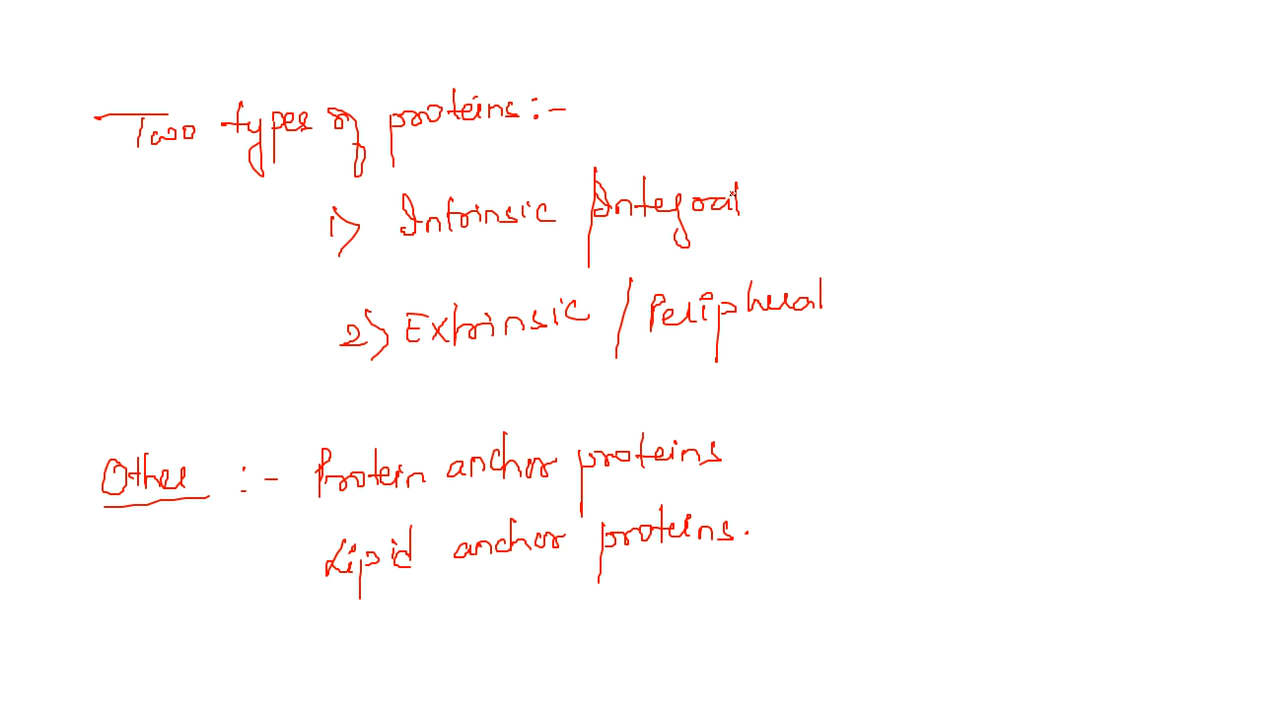 Two types of proteins :-
1) Intrinsic / Integral
2) Extrinsic / Peripheral
Other :- Protein anchor proteins
Lipid anchor proteins.